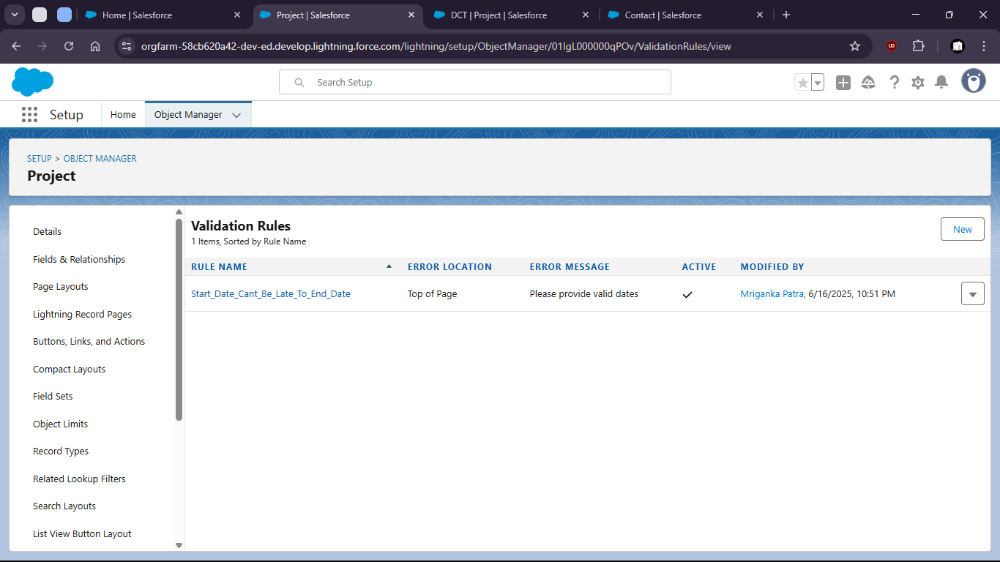 Home | Salesforce
Project | Salesforce
DCT | Project | Salesforce
Contact | Salesforce
orgfarm-58cb620a42-dev-ed.develop.lightning.force.com/lightning/setup/ObjectManager/01IgL000000qPOv/ValidationRules/view
Search Setup
Setup
Home
Object Manager
SETUP > OBJECT MANAGER
Project
Details
Fields & Relationships
Page Layouts
Lightning Record Pages
Buttons, Links, and Actions
Compact Layouts
Field Sets
Object Limits
Record Types
Related Lookup Filters
Search Layouts
List View Button Layout
Validation Rules
1 Items, Sorted by Rule Name
New
RULE NAME ERROR LOCATION ERROR MESSAGE ACTIVE MODIFIED BY
Start_Date_Cant_Be_Late_To_End_Date Top of Page Please provide valid dates Mriganka Patra, 6/16/2025, 10:51 PM